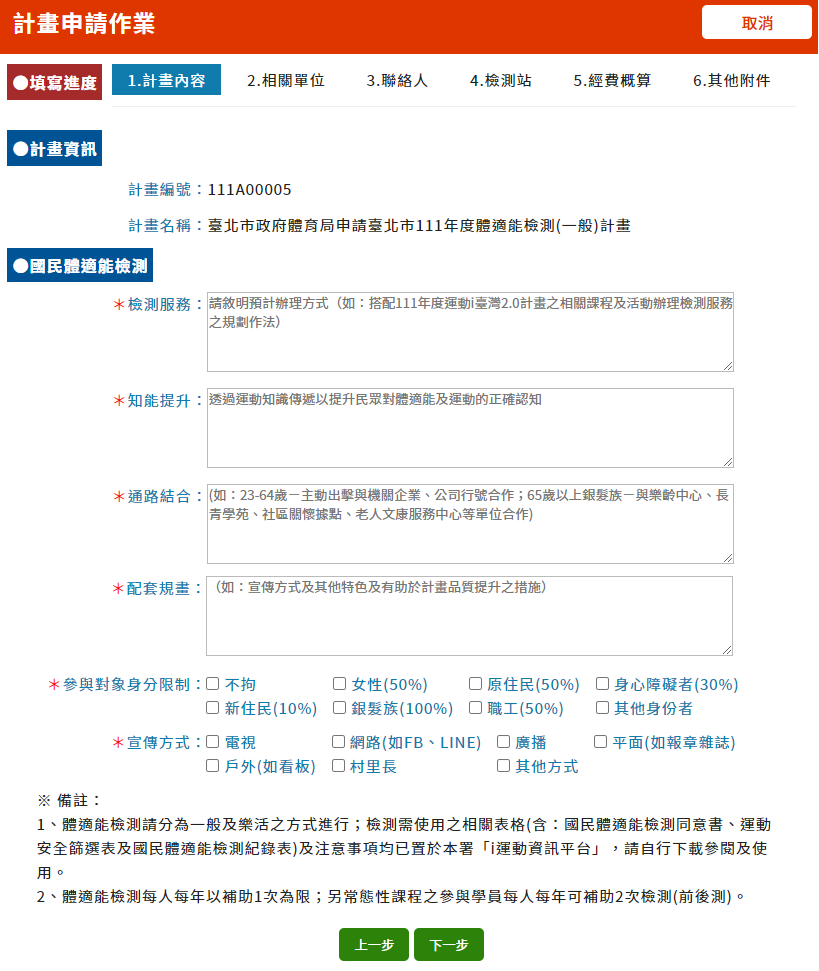 計畫申請作業
取消
●填寫進度
1.計畫內容 2.相關單位 3.聯絡人 4.檢測站 5.經費概算 6.其他附件
●計畫資訊
計畫編號：111A00005
計畫名稱：臺北市政府體育局申請臺北市111年度體適能檢測(一般)計畫
●國民體適能檢測
＊檢測服務：
請敘明預計辦理方式（如：搭配111年度運動i臺灣2.0計畫之相關課程及活動辦理檢測服務
之規劃作法）
＊知能提升：
透過運動知識傳遞以提升民眾對體適能及運動的正確認知
＊通路結合：
(如：23-64歲－主動出擊與機關企業、公司行號合作；65歲以上銀髮族－與樂齡中心、長
青學苑、社區關懷據點、老人文康服務中心等單位合作)
＊配套規畫：
（如：宣傳方式及其他特色及有助於計畫品質提升之措施）
＊參與對象身分限制：□ 不拘 □ 女性(50%) □ 原住民(50%) □ 身心障礙者(30%)
□ 新住民(10%) □ 銀髮族(100%) □ 職工(50%) □ 其他身份者
＊宣傳方式：□ 電視 □ 網路(如FB、LINE) □ 廣播 □ 平面(如報章雜誌)
□ 戶外(如看板) □ 村里長 □ 其他方式
※ 備註：
1、體適能檢測請分為一般及樂活之方式進行；檢測需使用之相關表格(含：國民體適能檢測同意書、運動
安全篩選表及國民體適能檢測紀錄表)及注意事項均已置於本署「i運動資訊平台」，請自行下載參閱及使
用。
2、體適能檢測每人每年以補助1次為限；另常態性課程之參與學員每人每年可補助2次檢測(前後測)。
上一步 下一步